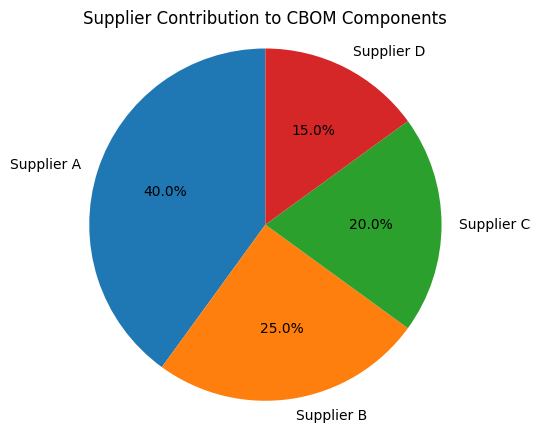 Supplier Contribution to CBOM Components
Supplier D
15.0%
Supplier A
40.0%
20.0%
Supplier C
25.0%
Supplier B